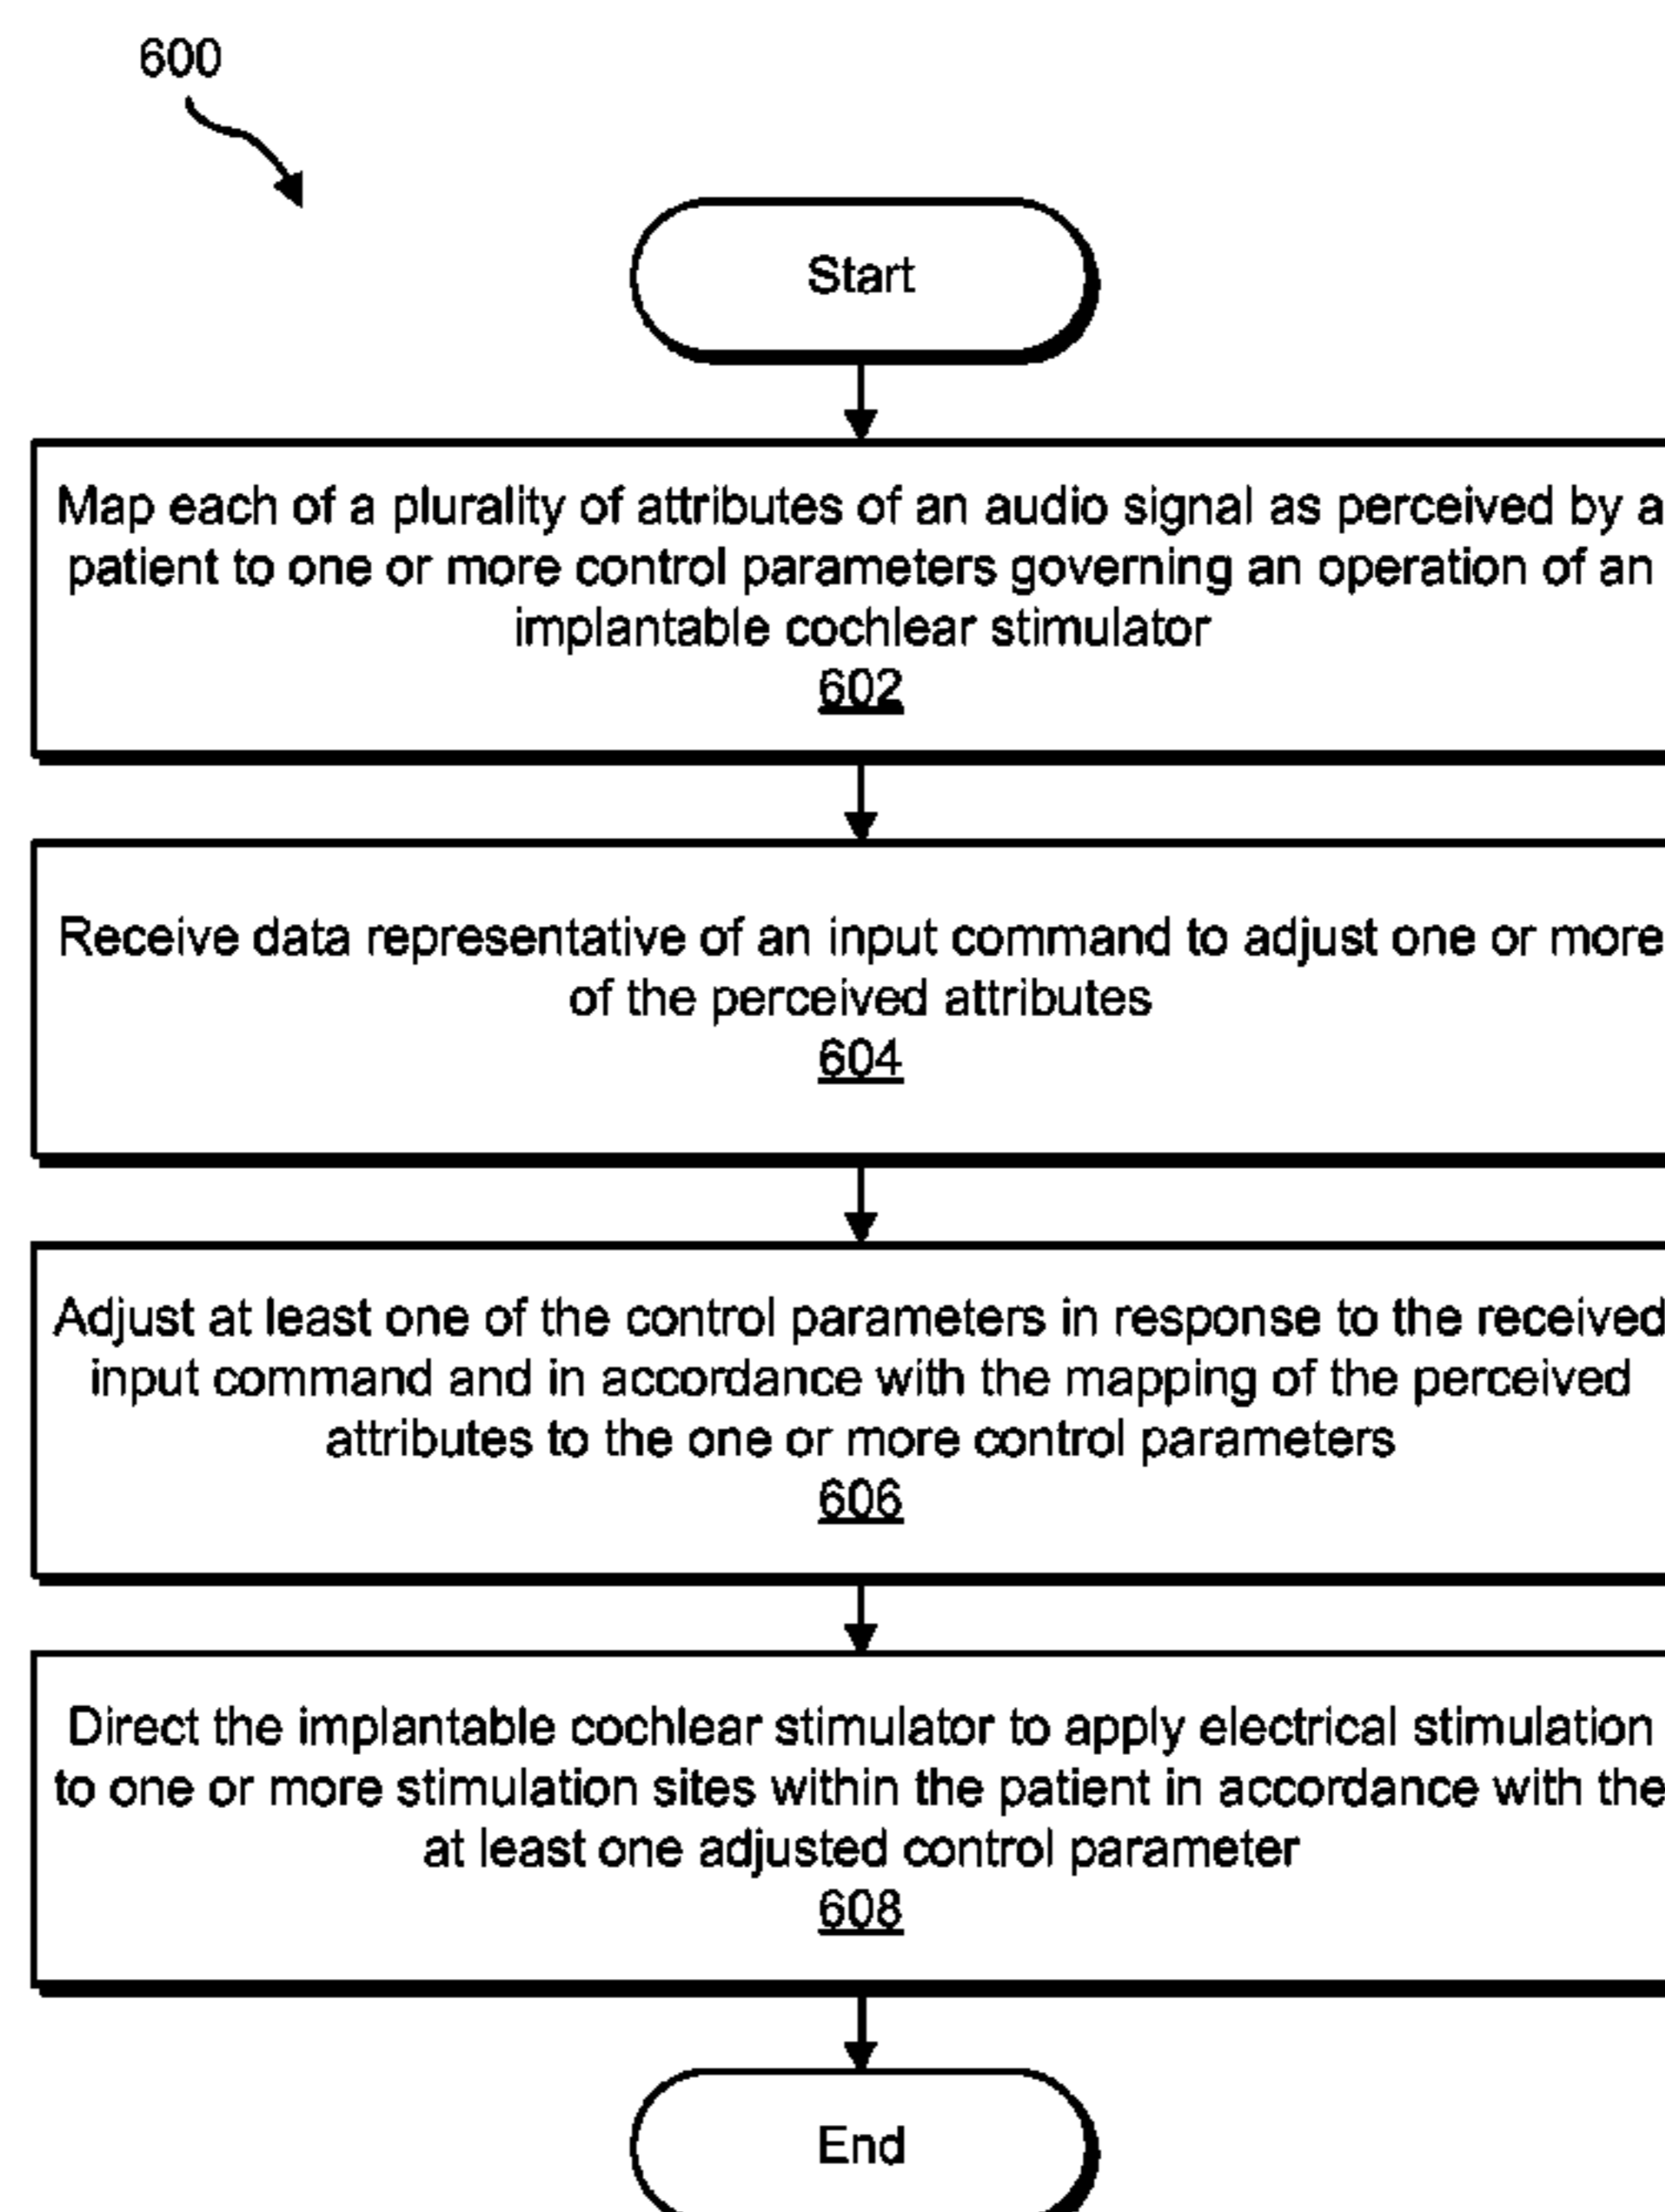 600
Start
Map each of a plurality of attributes of an audio signal as perceived by a
patient to one or more control parameters governing an operation of an
implantable cochlear stimulator
602
Receive data representative of an input command to adjust one or more
of the perceived attributes
604
Adjust at least one of the control parameters in response to the received
input command and in accordance with the mapping of the perceived
attributes to the one or more control parameters
606
Direct the implantable cochlear stimulator to apply electrical stimulation
to one or more stimulation sites within the patient in accordance with the
at least one adjusted control parameter
608
End